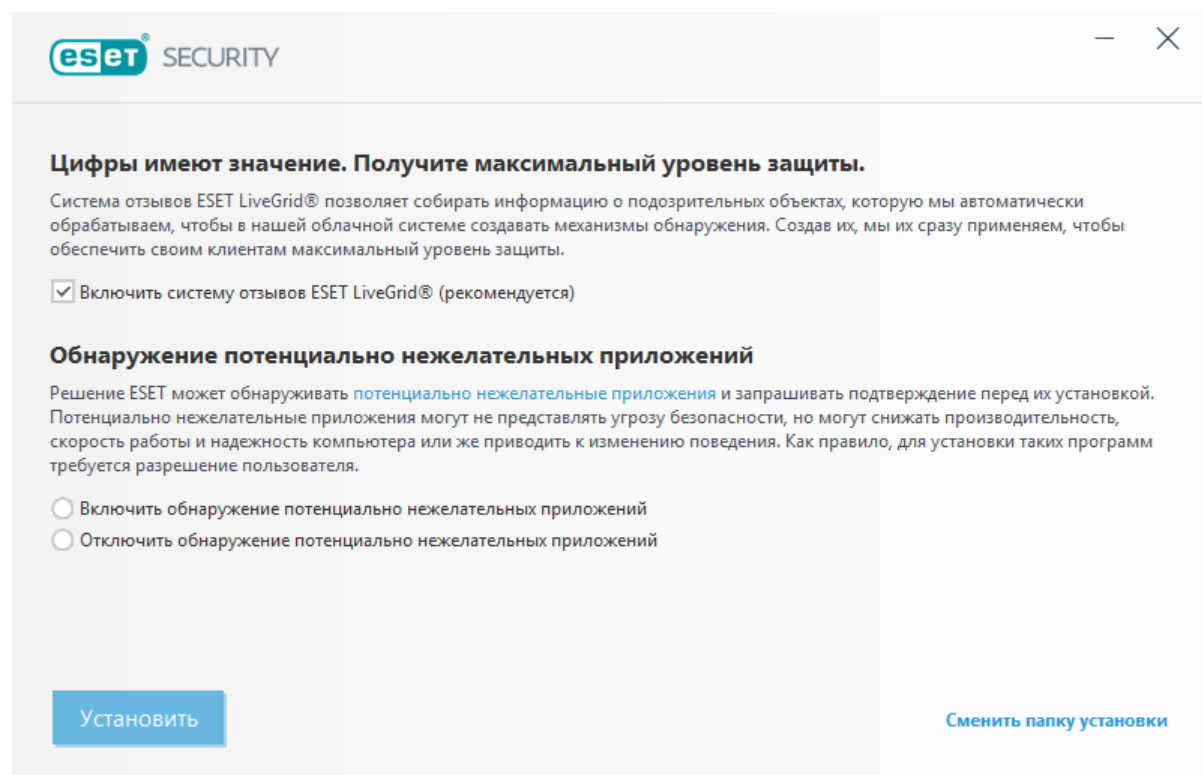 eset® SECURITY
Цифры имеют значение. Получите максимальный уровень защиты.
Система отзывов ESET LiveGrid® позволяет собирать информацию о подозрительных объектах, которую мы автоматически
обрабатываем, чтобы в нашей облачной системе создавать механизмы обнаружения. Создав их, мы их сразу применяем, чтобы
обеспечить своим клиентам максимальный уровень защиты.
Включить систему отзывов ESET LiveGrid® (рекомендуется)
Обнаружение потенциально нежелательных приложений
Решение ESET может обнаруживать потенциально нежелательные приложения и запрашивать подтверждение перед их установкой.
Потенциально нежелательные приложения могут не представлять угрозу безопасности, но могут снижать производительность,
скорость работы и надежность компьютера или же приводить к изменению поведения. Как правило, для установки таких программ
требуется разрешение пользователя.
Включить обнаружение потенциально нежелательных приложений
Отключить обнаружение потенциально нежелательных приложений
Установить
Сменить папку установки